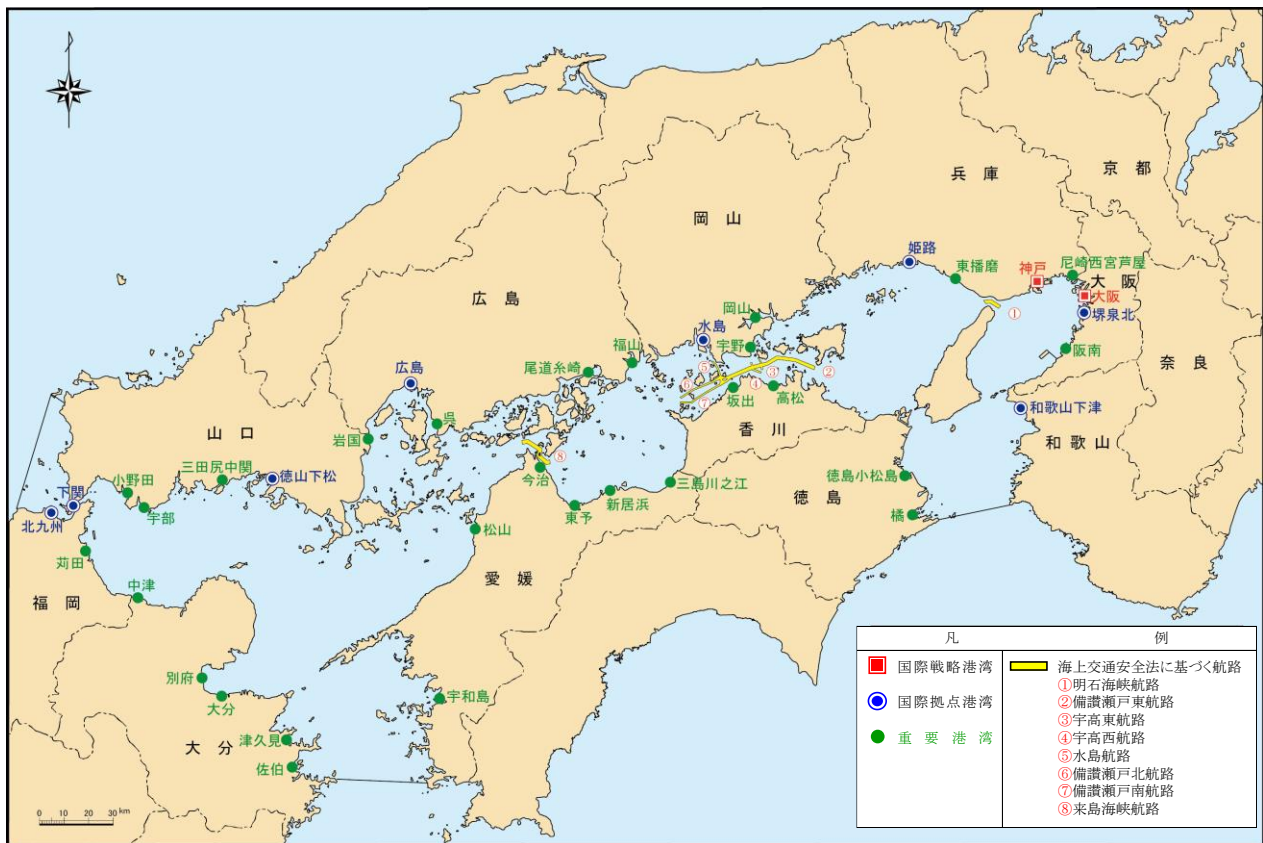 京 都
兵 庫
岡 山
姫路
東播磨
神戸
尼崎西宮芦屋
大 阪
大阪
堺泉北
①
広 島
岡山
水島
宇野
福山
尾道糸崎
阪南
奈 良
広島
⑤
⑥
⑦
④
③
②
坂出
高松
和歌山下津
香 川
和 歌 山
呉
山 口
岩国
⑧
今治
三田尻中関
徳山下松
小野田
宇部
下関
北九州
新居浜
東予
三島川之江
徳島小松島
徳 島
橘
松山
苅田
愛 媛
中津
福 岡
別府
大分
宇和島
大 分
津久見
佐伯
0 10 30 km
凡 例
国際戦略港湾
国際拠点港湾
重 要 港 湾
海上交通安全法に基づく航路
①明石海峡航路
②備讃瀬戸東航路
③宇高東航路
④宇高西航路
⑤水島航路
⑥備讃瀬戸北航路
⑦備讃瀬戸南航路
⑧来島海峡航路